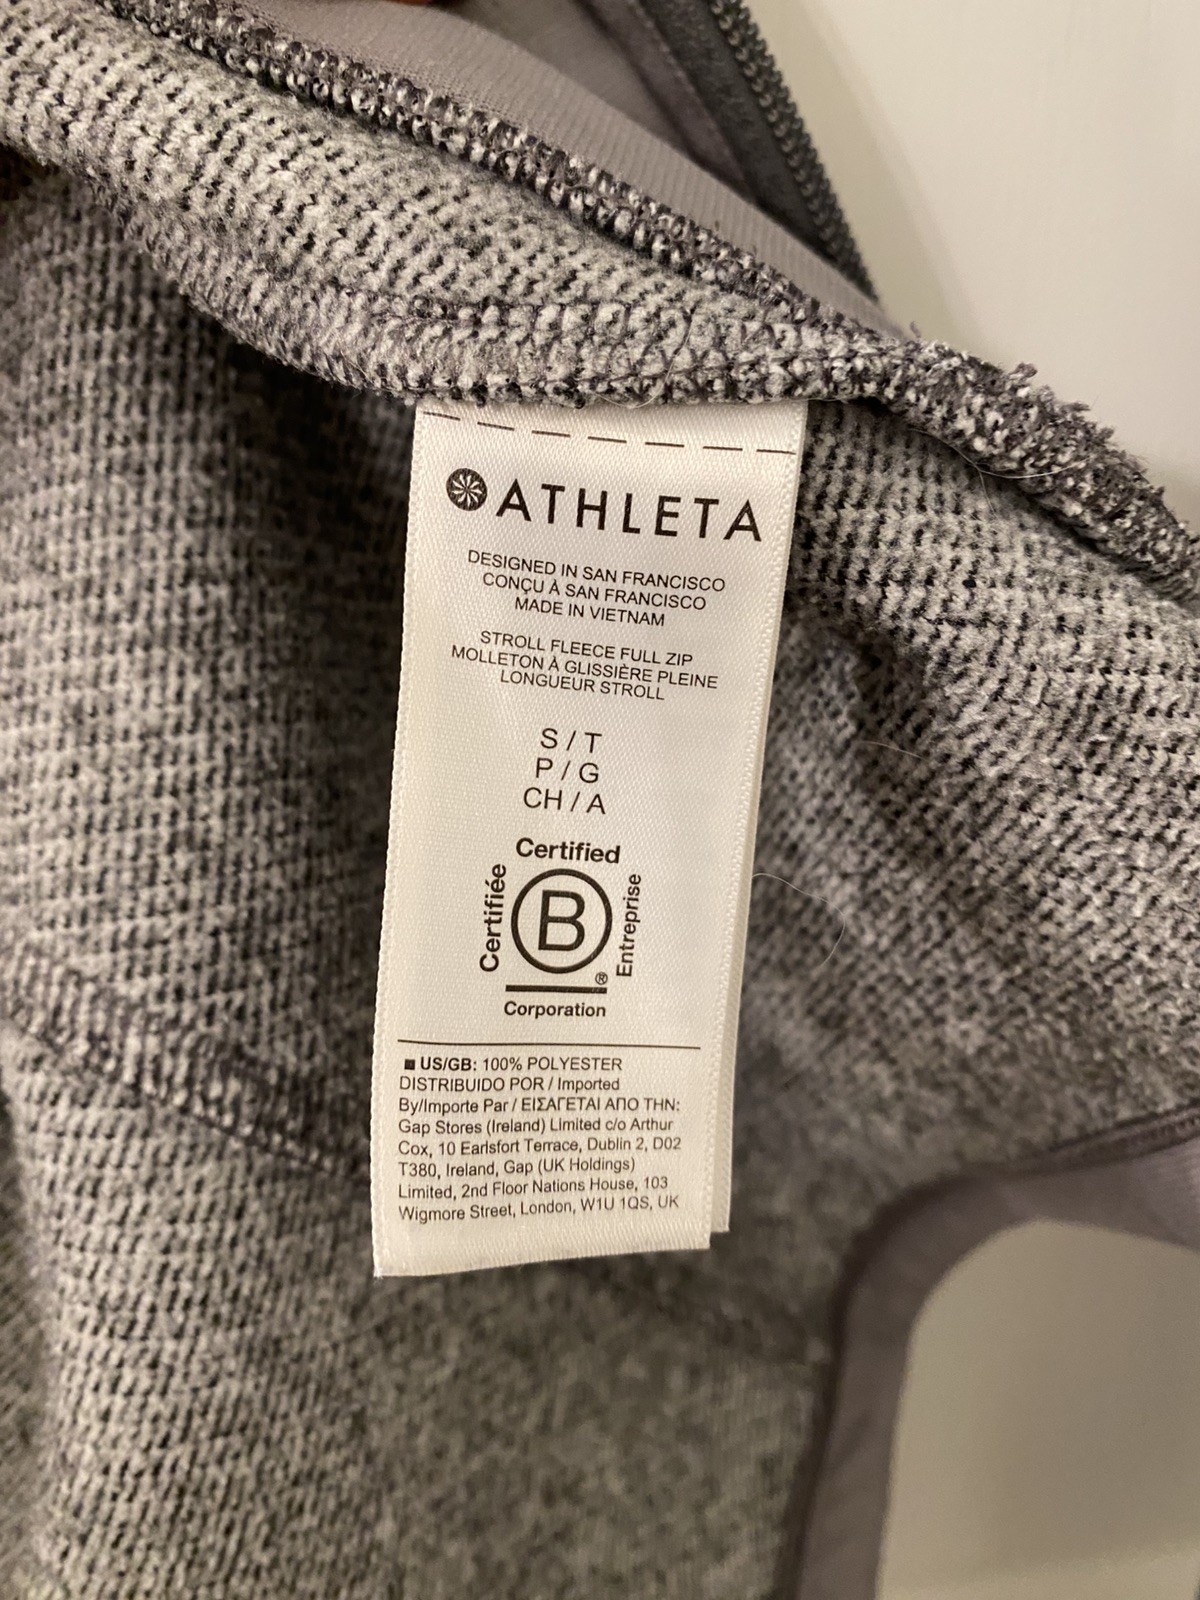 ATHLETA
DESIGNED IN SAN FRANCISCO
CONÇU À SAN FRANCISCO
MADE IN VIETNAM
STROLL FLEECE FULL ZIP
MOLLETON À GLISSIÈRE PLEINE
LONGUEUR STROLL
S / T
P / G
CH / A
Certified
Certifiée
B
Entreprise
®
Corporation
US/GB: 100% POLYESTER
DISTRIBUIDO POR / Imported
By/Importe Par / ΕΙΣΑΓΕΤΑΙ ΑΠΟ ΤΗΝ:
Gap Stores (Ireland) Limited c/o Arthur
Cox, 10 Earlsfort Terrace, Dublin 2, D02
T380, Ireland, Gap (UK Holdings)
Limited, 2nd Floor Nations House, 103
Wigmore Street, London, W1U 1QS, UK